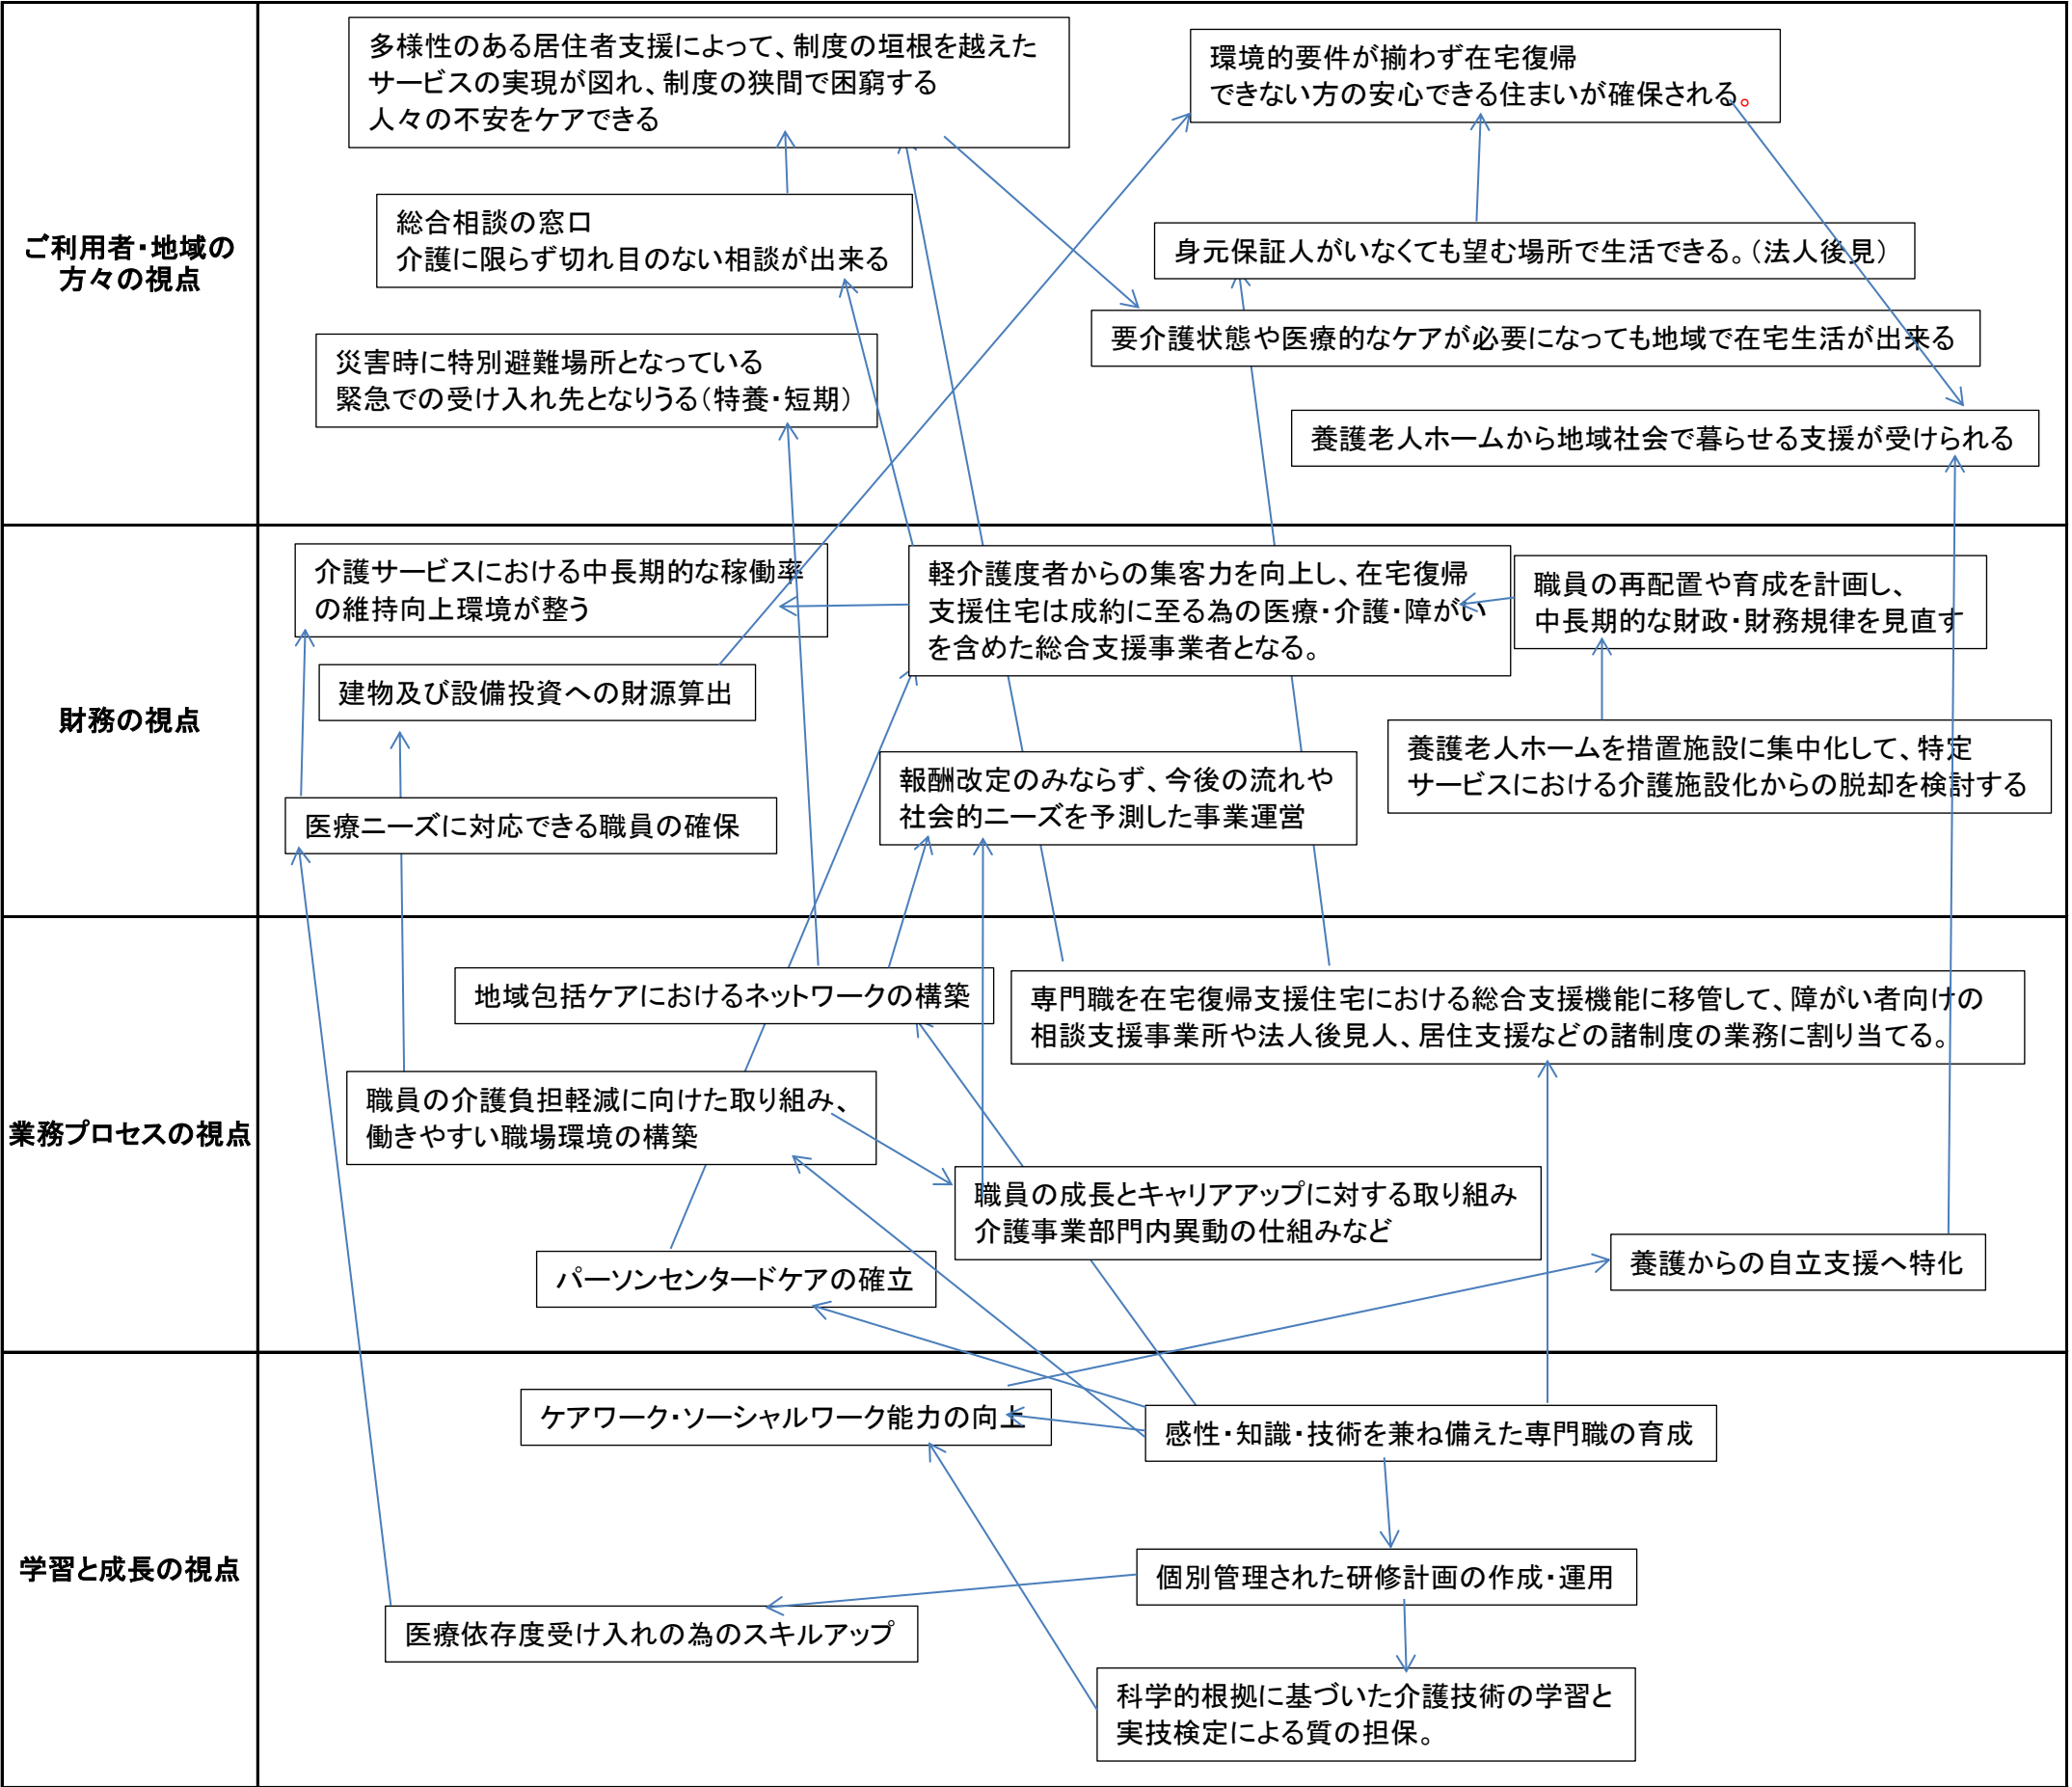 ご利用者・地域の
方々の視点
多様性のある居住者支援によって、制度の垣根を越えた
サービスの実現が図れ、制度の狭間で困窮する
人々の不安をケアできる
環境的要件が揃わず在宅復帰
できない方の安心できる住まいが確保される。
総合相談の窓口
介護に限らず切れ目のない相談が出来る
身元保証人がいなくても望む場所で生活できる。(法人後見)
要介護状態や医療的なケアが必要になっても地域で在宅生活が出来る
災害時に特別避難場所となっている
緊急での受け入れ先となりうる(特養・短期)
養護老人ホームから地域社会で暮らせる支援が受けられる
財務の視点
介護サービスにおける中長期的な稼働率
の維持向上環境が整う
軽介護度者からの集客力を向上し、在宅復帰
支援住宅は成約に至る為の医療・介護・障がい
を含めた総合支援事業者となる。
職員の再配置や育成を計画し、
中長期的な財政・財務規律を見直す
建物及び設備投資への財源算出
養護老人ホームを措置施設に集中化して、特定
サービスにおける介護施設化からの脱却を検討する
報酬改定のみならず、今後の流れや
社会的ニーズを予測した事業運営
医療ニーズに対応できる職員の確保
業務プロセスの視点
地域包括ケアにおけるネットワークの構築
専門職を在宅復帰支援住宅における総合支援機能に移管して、障がい者向けの
相談支援事業所や法人後見人、居住支援などの諸制度の業務に割り当てる。
職員の介護負担軽減に向けた取り組み、
働きやすい職場環境の構築
職員の成長とキャリアアップに対する取り組み
介護事業部門内異動の仕組みなど
パーソンセンタードケアの確立
養護からの自立支援へ特化
学習と成長の視点
ケアワーク・ソーシャルワーク能力の向上
感性・知識・技術を兼ね備えた専門職の育成
個別管理された研修計画の作成・運用
医療依存度受け入れの為のスキルアップ
科学的根拠に基づいた介護技術の学習と
実技検定による質の担保。